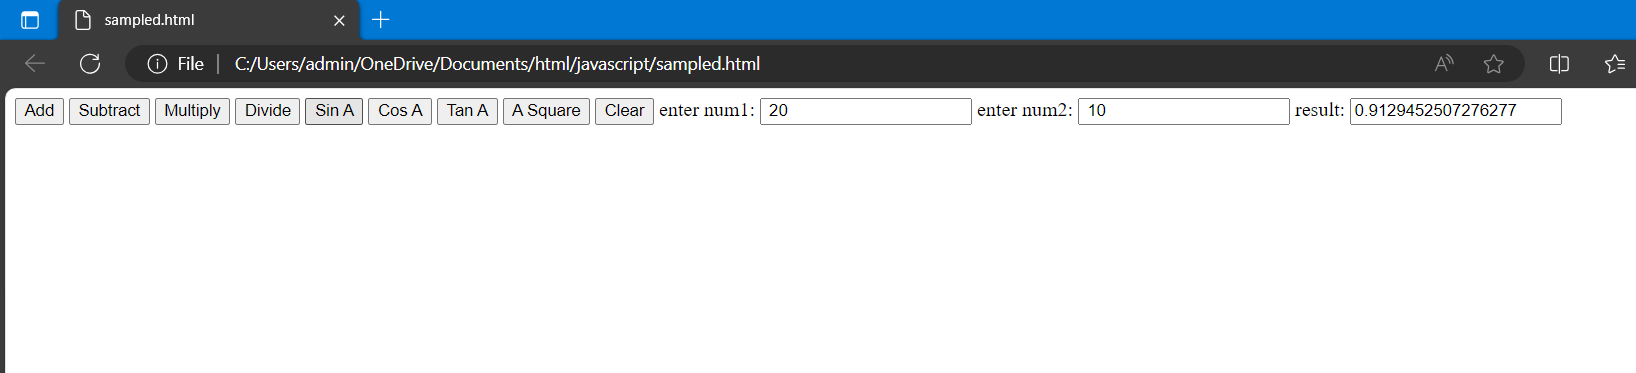 sampled.html
File C:/Users/admin/OneDrive/Documents/html/javascript/sampled.html
Add Subtract Multiply Divide Sin A Cos A Tan A A Square Clear enter num1: 20 enter num2: 10 result: 0.9129452507276277